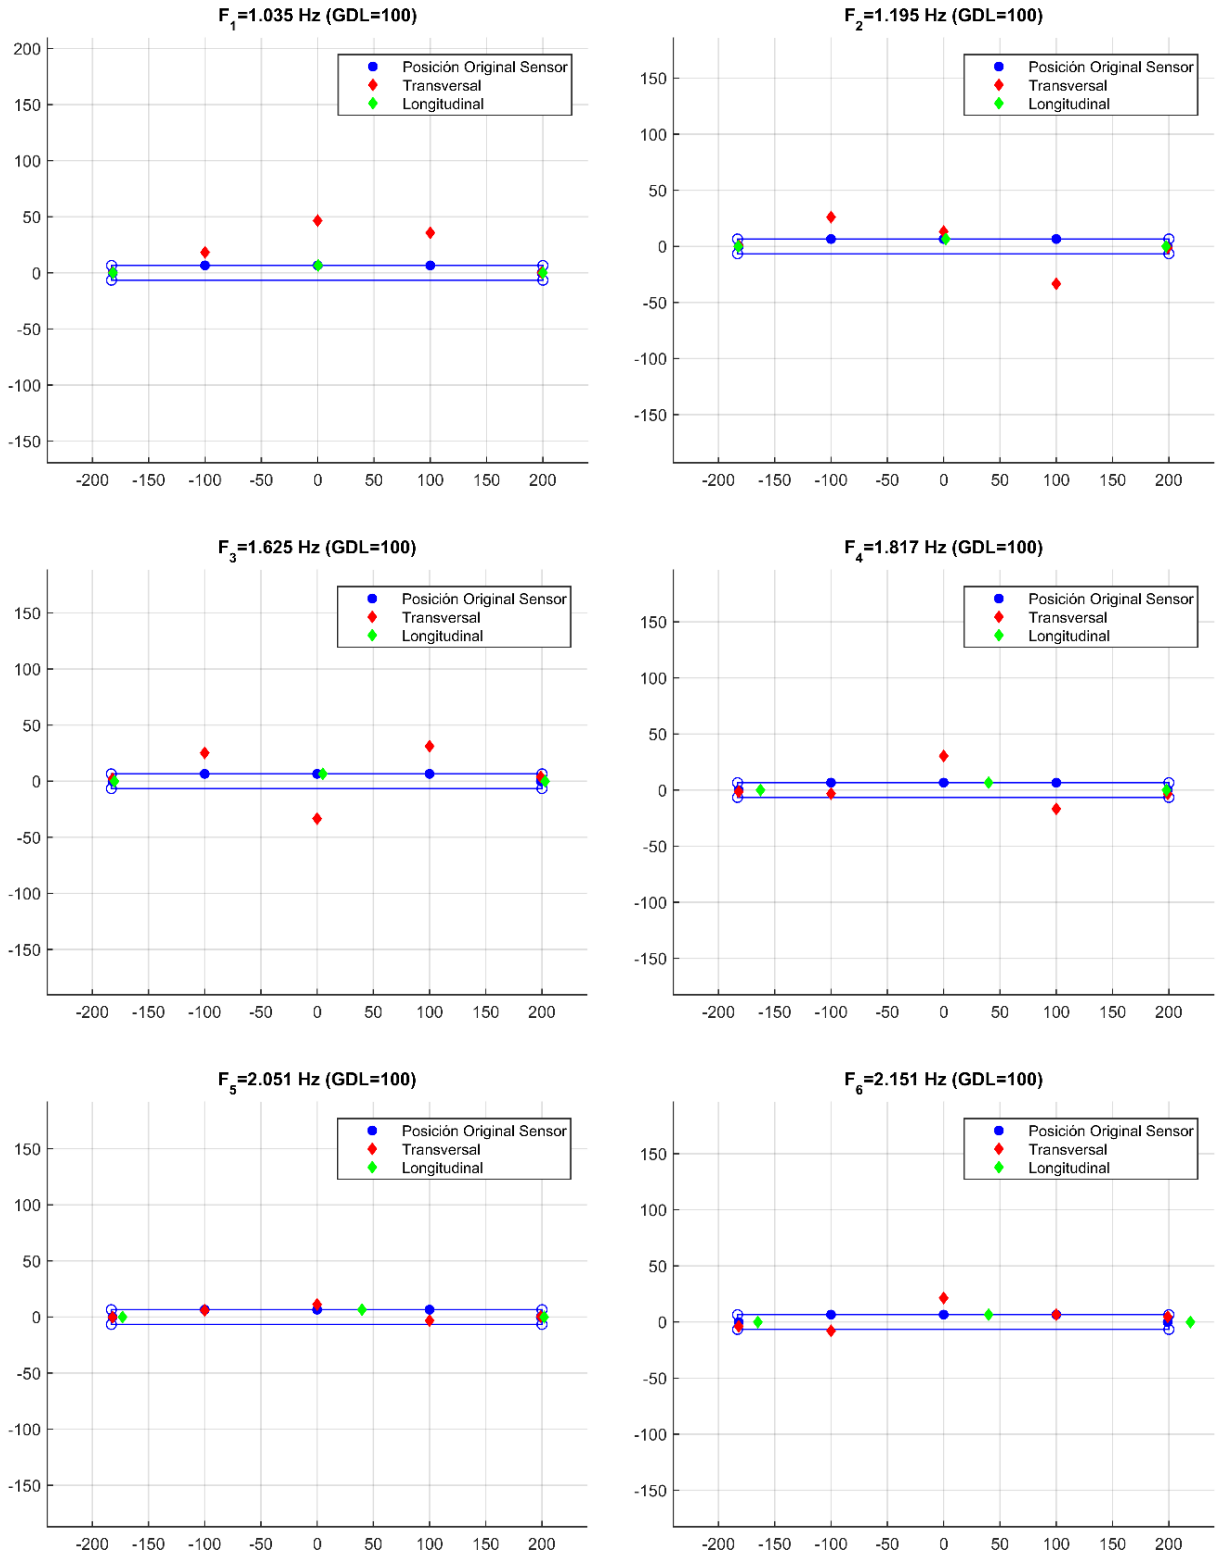 F1=1.035 Hz (GDL=100)
200
150
100
50
0
-50
-100
-150
-200 -150 -100 -50 0 50 100 150 200
Posición Original Sensor
Transversal
Longitudinal
F2=1.195 Hz (GDL=100)
150
100
50
0
-50
-100
-150
-200 -150 -100 -50 0 50 100 150 200
Posición Original Sensor
Transversal
Longitudinal
F3=1.625 Hz (GDL=100)
150
100
50
0
-50
-100
-150
-200 -150 -100 -50 0 50 100 150 200
Posición Original Sensor
Transversal
Longitudinal
F4=1.817 Hz (GDL=100)
150
100
50
0
-50
-100
-150
-200 -150 -100 -50 0 50 100 150 200
Posición Original Sensor
Transversal
Longitudinal
F5=2.051 Hz (GDL=100)
150
100
50
0
-50
-100
-150
-200 -150 -100 -50 0 50 100 150 200
Posición Original Sensor
Transversal
Longitudinal
F6=2.151 Hz (GDL=100)
150
100
50
0
-50
-100
-150
-200 -150 -100 -50 0 50 100 150 200
Posición Original Sensor
Transversal
Longitudinal